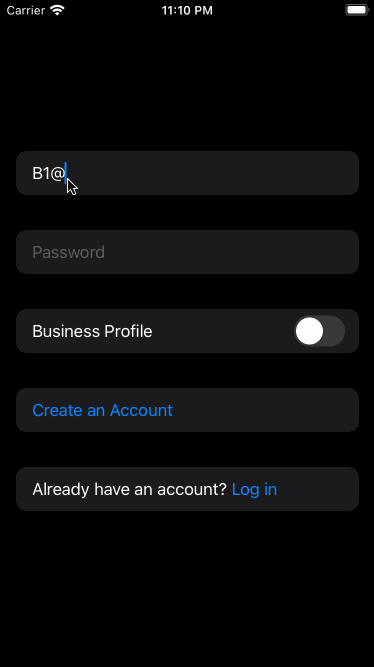 Carrier 11:10 PM
B1@
Password
Business Profile
Create an Account
Already have an account? Log in